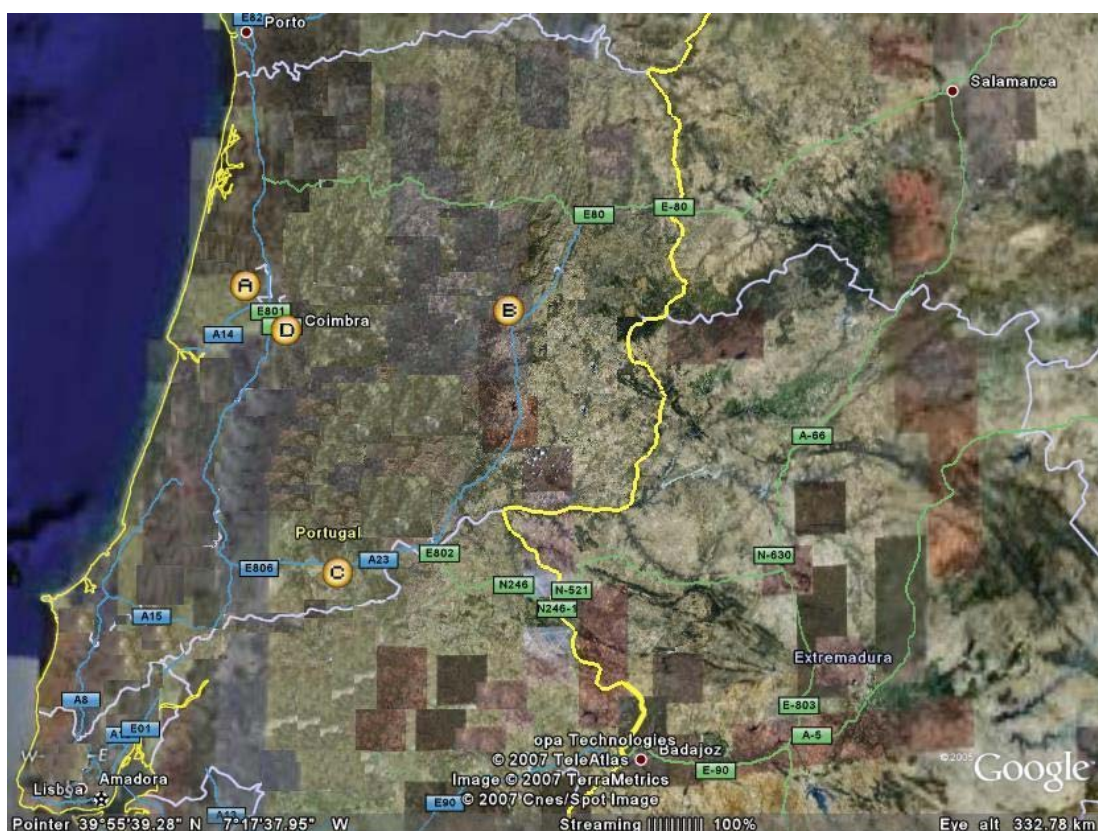 E82
Porto
Salamanca
E80
E-80
A
B
E801
D
Coimbra
A14
A-66
Portugal
E802
A23
N-630
E806
C
N246
N-521
N246-1
A15
Extremadura
A8
E-803
E01
A-5
W
E
opa Technologies
Badajoz
© 2007 TeleAtlas
© 2005
Google
E-90
Amadora
Image © 2007 TerraMetrics
Lisboa
E90
© 2007 Cnes/Spot Image
Pointer 39°55'39.28" N 7°17'37.95" W Streaming |||||||||| 100% Eye alt 332.78 km